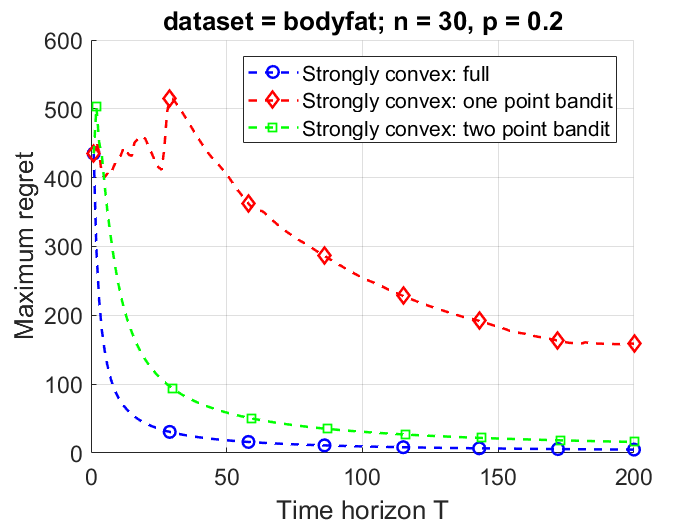 dataset = bodyfat; n = 30, p = 0.2
600
500
400
300
200
100
0
Maximum regret
Strongly convex: full
Strongly convex: one point bandit
Strongly convex: two point bandit
0
50
100
150
200
Time horizon T